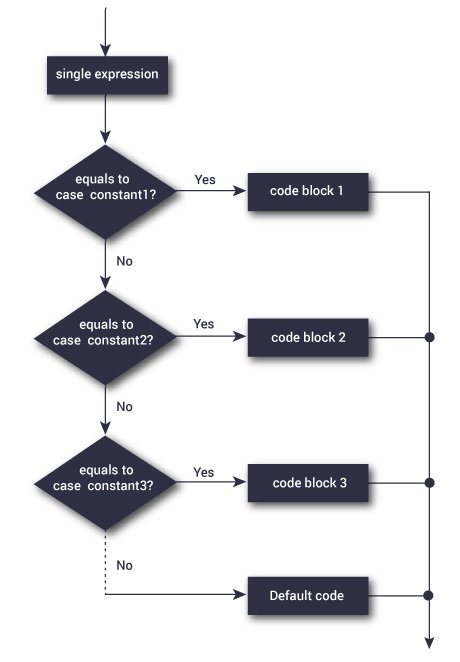 single expression
equals to
case constant1?
Yes
code block 1
No
equals to
case constant2?
Yes
code block 2
No
equals to
case constant3?
Yes
code block 3
No
Default code